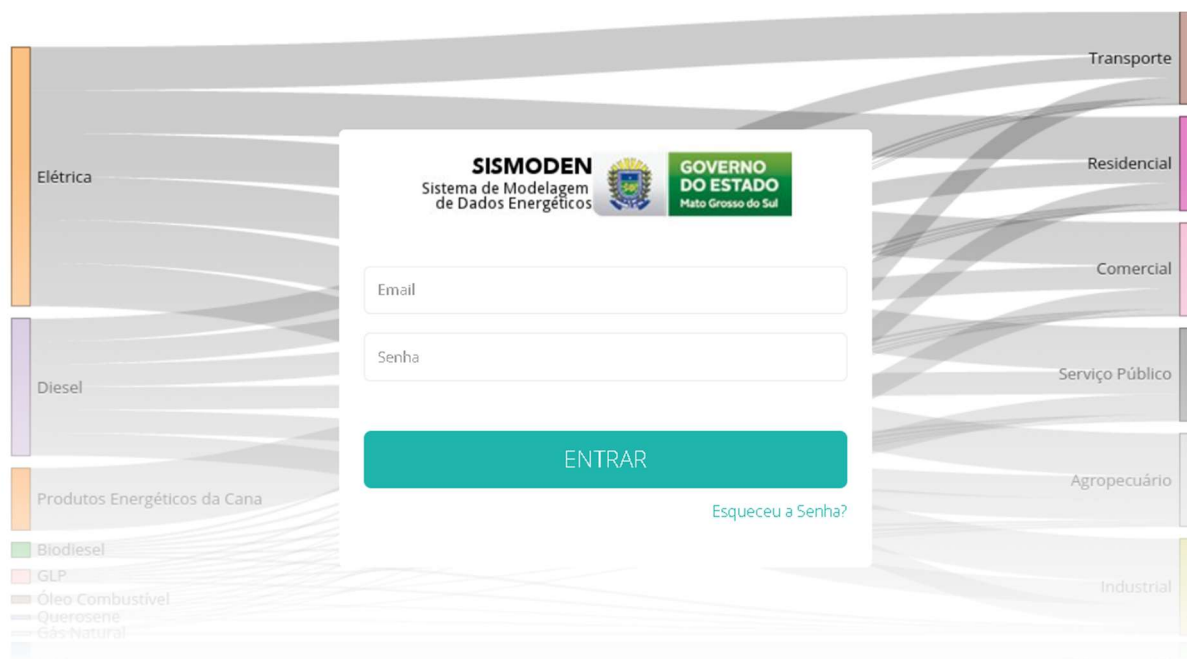 Elétrica
Diesel
Produtos Energéticos da Cana
Biodiesel
GLP
Óleo Combustível
Querosene
Gás Natural
SISMODEN
Sistema de Modelagem
de Dados Energéticos
GOVERNO
DO ESTADO
Mato Grosso do Sul
Email
Senha
ENTRAR
Esqueceu a Senha?
Transporte
Residencial
Comercial
Serviço Público
Agropecuário
Industrial